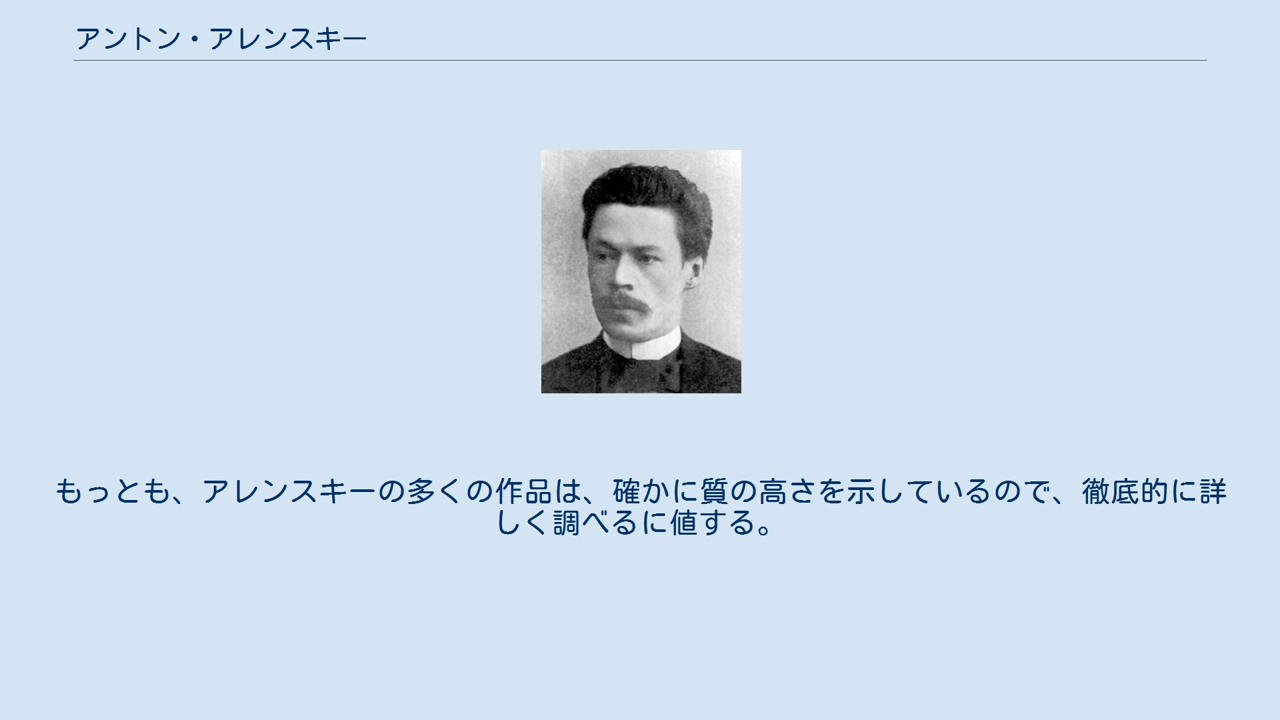 アントン・アレンスキー
もっとも、アレンスキーの多くの作品は、確かに質の高さを示しているので、徹底的に詳
しく調べるに値する。